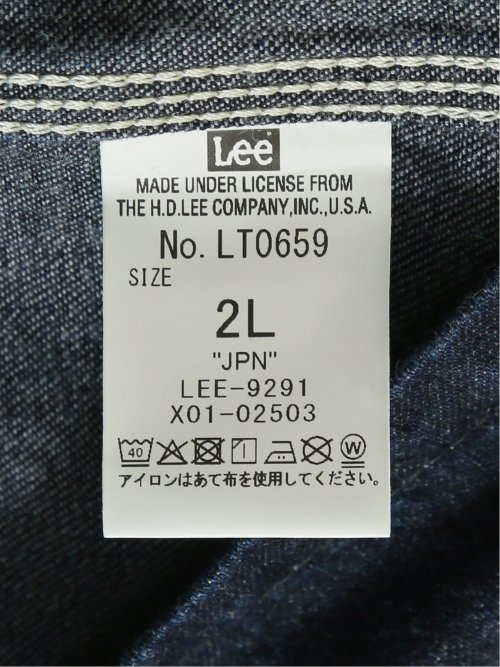 Lee
MADE UNDER LICENSE FROM
THE H.D.LEE COMPANY,INC.,U.S.A.
No. LT0659
SIZE
2L
"JPN"
LEE-9291
X01-02503
40 W
アイロンはあて布を使用してください。